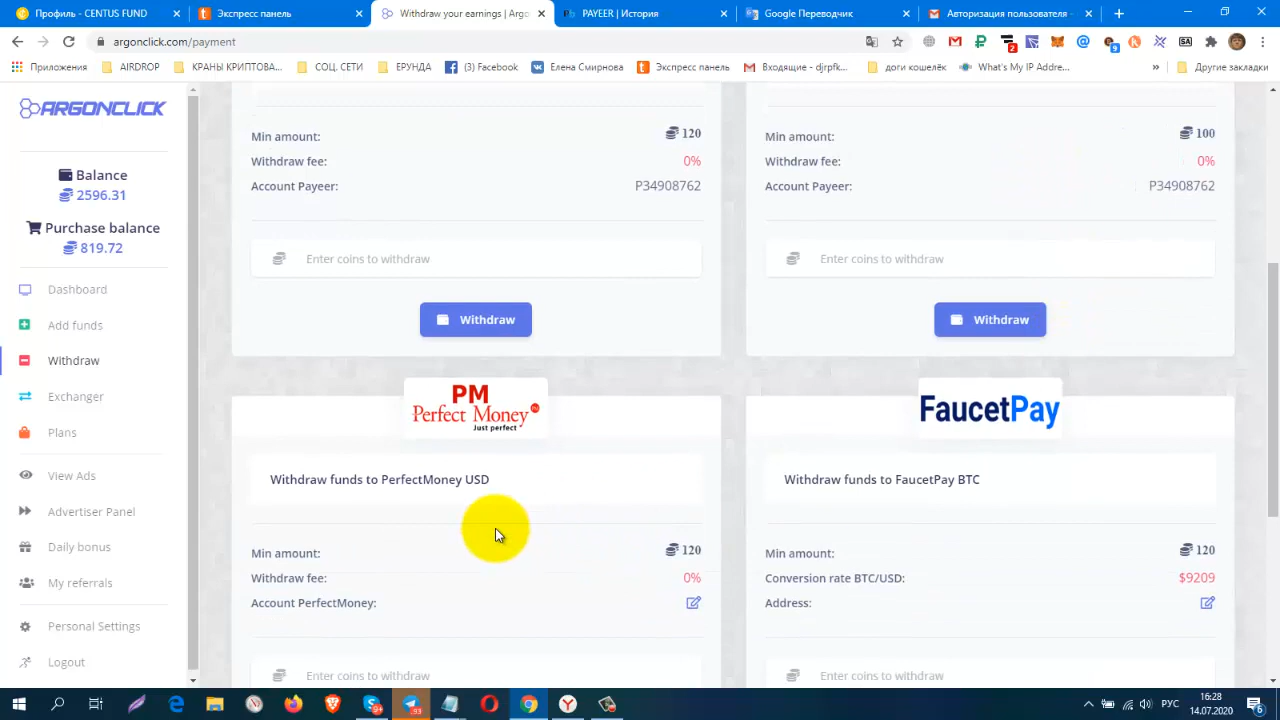 Профиль - CENTUS FUND
Экспресс панель
Withdraw your earnings | Argo
PAYEER | История
Google Переводчик
Авторизация пользователя -
argonclick.com/payment
2
9
SA
Приложения
AIRDROP
КРАНЫ КРИПТОВА...
СОЦ. СЕТИ
ЕРУНДА
(3) Facebook
Елена Смирнова
Экспресс панель
Входящие - djrpfk...
доги кошелёк
What's My IP Addre...
»
Другие закладки
ARGONCLICK
Balance
2596.31
Purchase balance
819.72
Dashboard
Add funds
Withdraw
Exchanger
Plans
View Ads
Advertiser Panel
Daily bonus
My referrals
Personal Settings
Logout
Min amount: 120
Withdraw fee: 0%
Account Payeer: P34908762
Enter coins to withdraw
Withdraw
Min amount: 100
Withdraw fee: 0%
Account Payeer: P34908762
Enter coins to withdraw
Withdraw
PM
Perfect Money
Just perfect
Withdraw funds to PerfectMoney USD
Min amount: 120
Withdraw fee: 0%
Account PerfectMoney:
Enter coins to withdraw
FaucetPay
Withdraw funds to FaucetPay BTC
Min amount: 120
Conversion rate BTC/USD: $9209
Address:
Enter coins to withdraw
93
РУС
16:28
14.07.2020
6